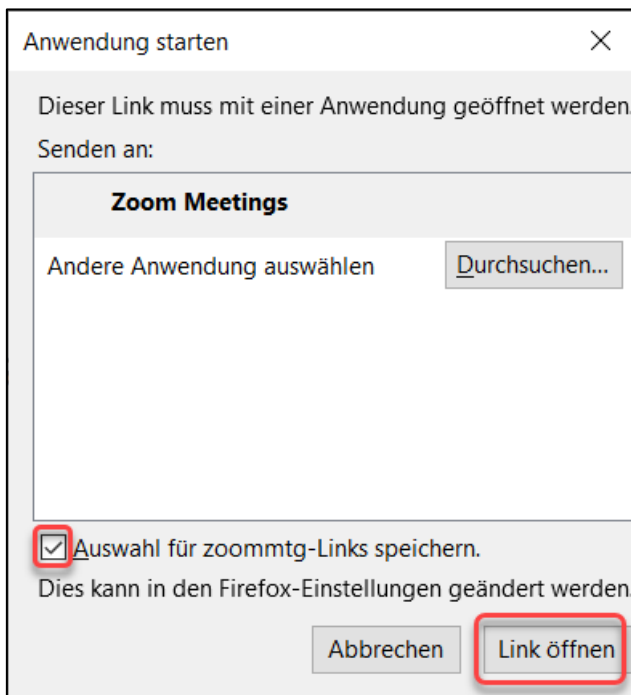 Anwendung starten
Dieser Link muss mit einer Anwendung geöffnet werden.
Senden an:
Zoom Meetings
Andere Anwendung auswählen
Durchsuchen...
Auswahl für zoommtg-Links speichern.
Dies kann in den Firefox-Einstellungen geändert werden.
Abbrechen
Link öffnen